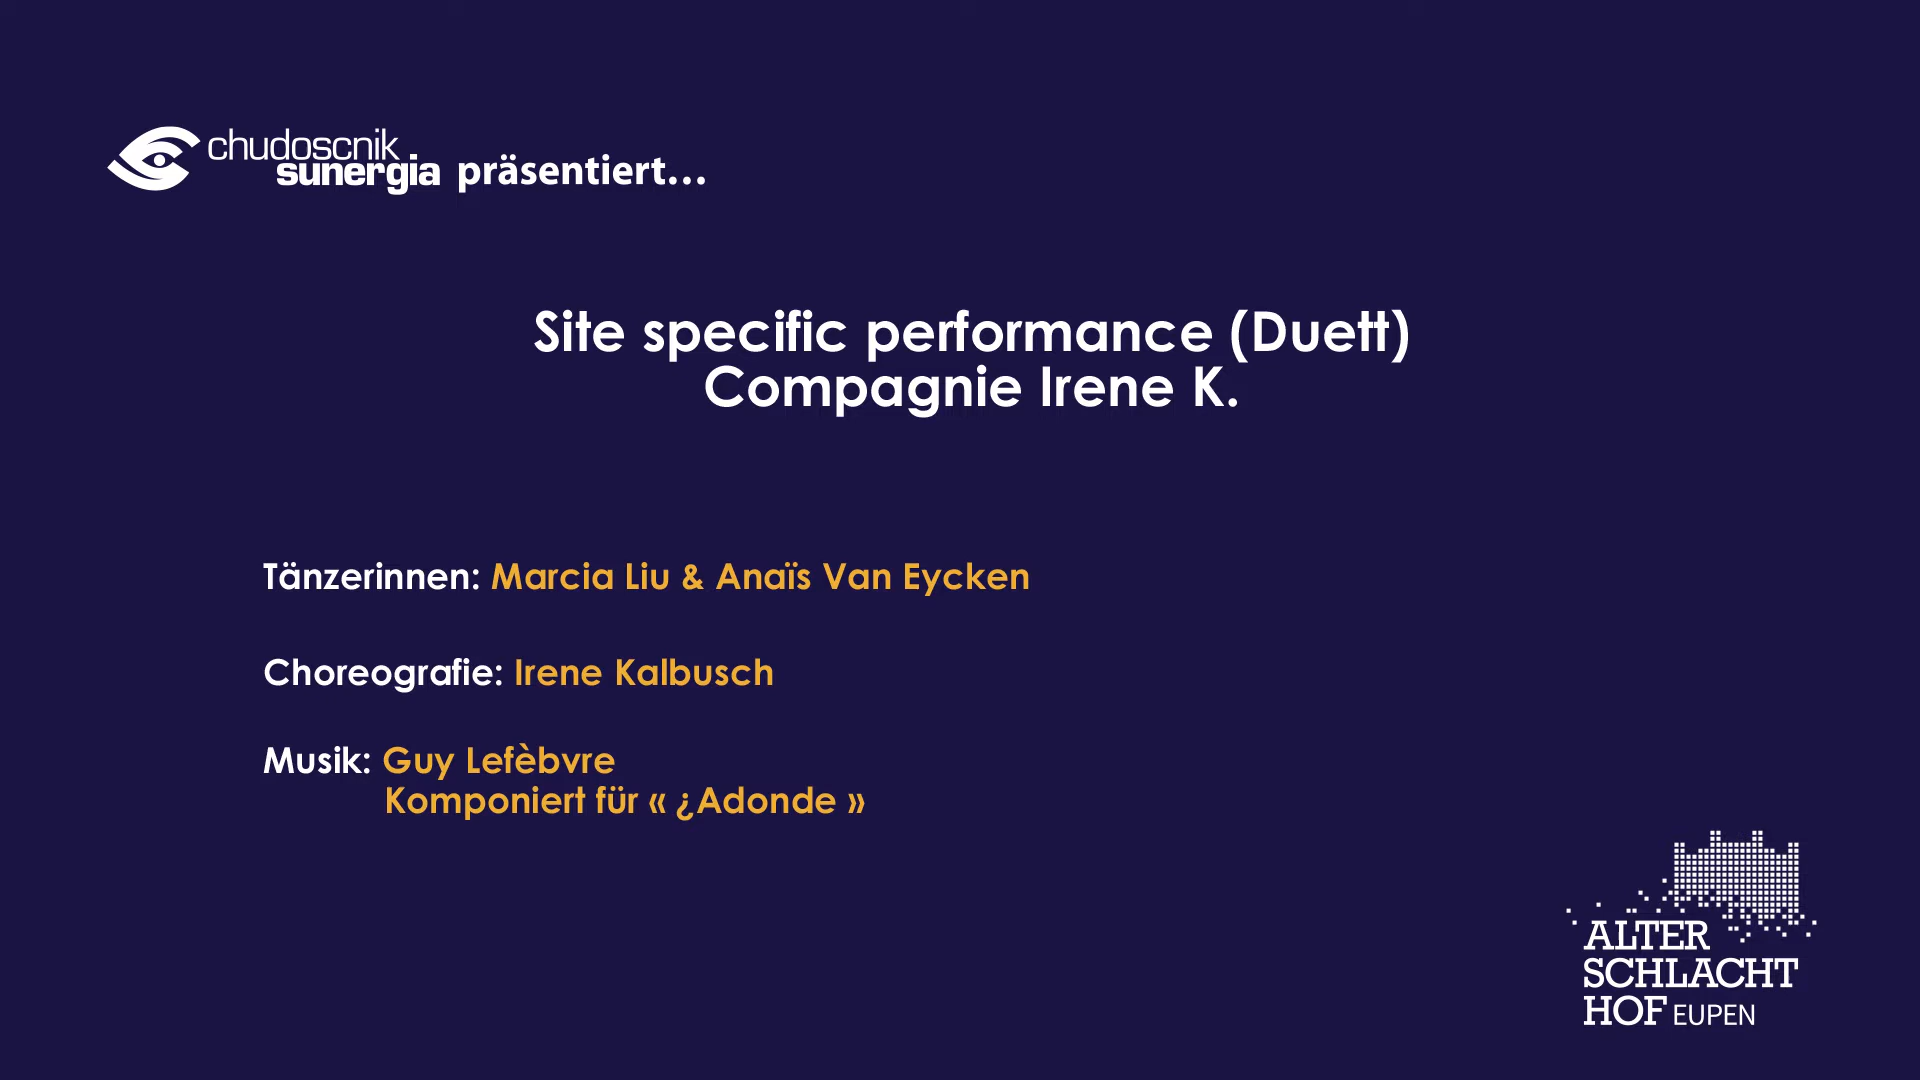 chudoscnik
sunergia präsentiert...
Site specific performance (Duett)
Compagnie Irene K.
Tänzerinnen: Marcia Liu & Anaïs Van Eycken
Choreografie: Irene Kalbusch
Musik: Guy Lefèbvre
Komponiert für « ¿Adonde »
ALTER
SCHLACHT
HOF EUPEN